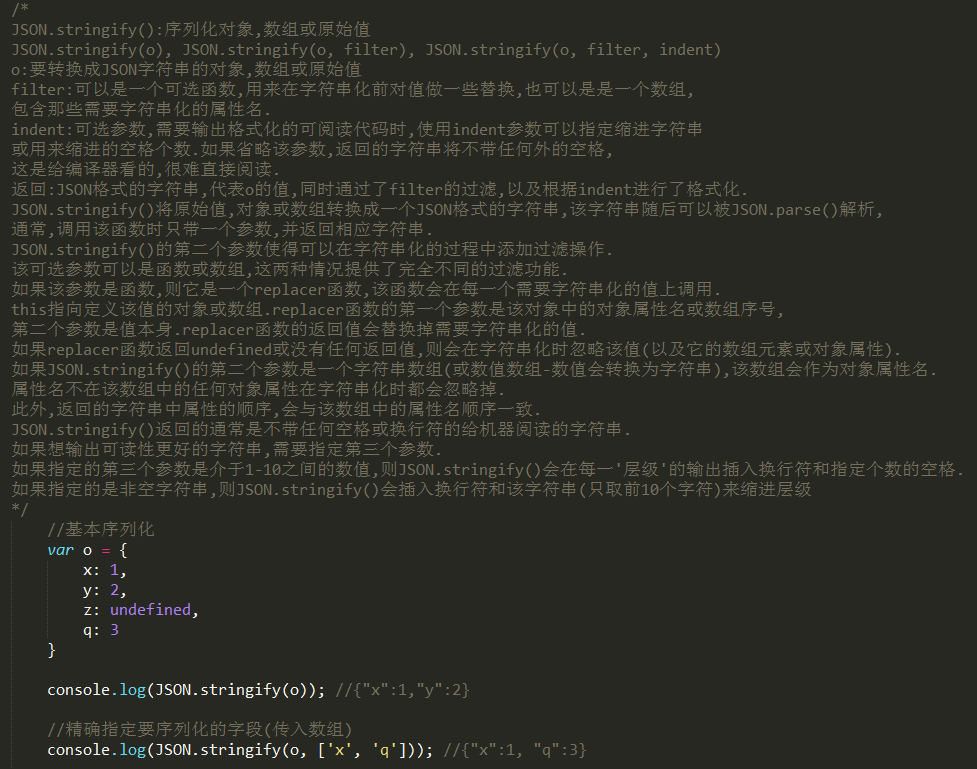 /*
JSON.stringify():序列化对象,数组或原始值
JSON.stringify(o), JSON.stringify(o, filter), JSON.stringify(o, filter, indent)
o:要转换成JSON字符串的对象,数组或原始值
filter:可以是一个可选函数,用来在字符串化前对值做一些替换,也可以是是一个数组,
包含那些需要字符串化的属性名.
indent:可选参数,需要输出格式化的可阅读代码时,使用indent参数可以指定缩进字符串
或用来缩进的空格个数.如果省略该参数,返回的字符串将不带任何外的空格,
这是给编译器看的,很难直接阅读.
返回:JSON格式的字符串,代表o的值,同时通过了filter的过滤,以及根据indent进行了格式化.
JSON.stringify()将原始值,对象或数组转换成一个JSON格式的字符串,该字符串随后可以被JSON.parse()解析,
通常,调用该函数时只带一个参数,并返回相应字符串.
JSON.stringify()的第二个参数使得可以在字符串化的过程中添加过滤操作.
该可选参数可以是函数或数组,这两种情况提供了完全不同的过滤功能.
如果该参数是函数,则它是一个replacer函数,该函数会在每一个需要字符串化的值上调用.
this指向定义该值的对象或数组.replacer函数的第一个参数是该对象中的对象属性名或数组序号,
第二个参数是值本身.replacer函数的返回值会替换掉需要字符串化的值.
如果replacer函数返回undefined或没有任何返回值,则会在字符串化时忽略该值(以及它的数组元素或对象属性).
如果JSON.stringify()的第二个参数是一个字符串数组(或数值数组-数值会转换为字符串),该数组会作为对象属性名.
属性名不在该数组中的任何对象属性在字符串化时都会忽略掉.
此外,返回的字符串中属性的顺序,会与该数组中的属性名顺序一致.
JSON.stringify()返回的通常是不带任何空格或换行符的给机器阅读的字符串.
如果想输出可读性更好的字符串,需要指定第三个参数.
如果指定的第三个参数是介于1-10之间的数值,则JSON.stringify()会在每一'层级'的输出插入换行符和指定个数的空格.
如果指定的是非空字符串,则JSON.stringify()会插入换行符和该字符串(只取前10个字符)来缩进层级
*/
//基本序列化
var o = {
x: 1,
y: 2,
z: undefined,
q: 3
}
console.log(JSON.stringify(o)); //{"x":1,"y":2}
//精确指定要序列化的字段(传入数组)
console.log(JSON.stringify(o, ['x', 'q'])); //{"x":1, "q":3}